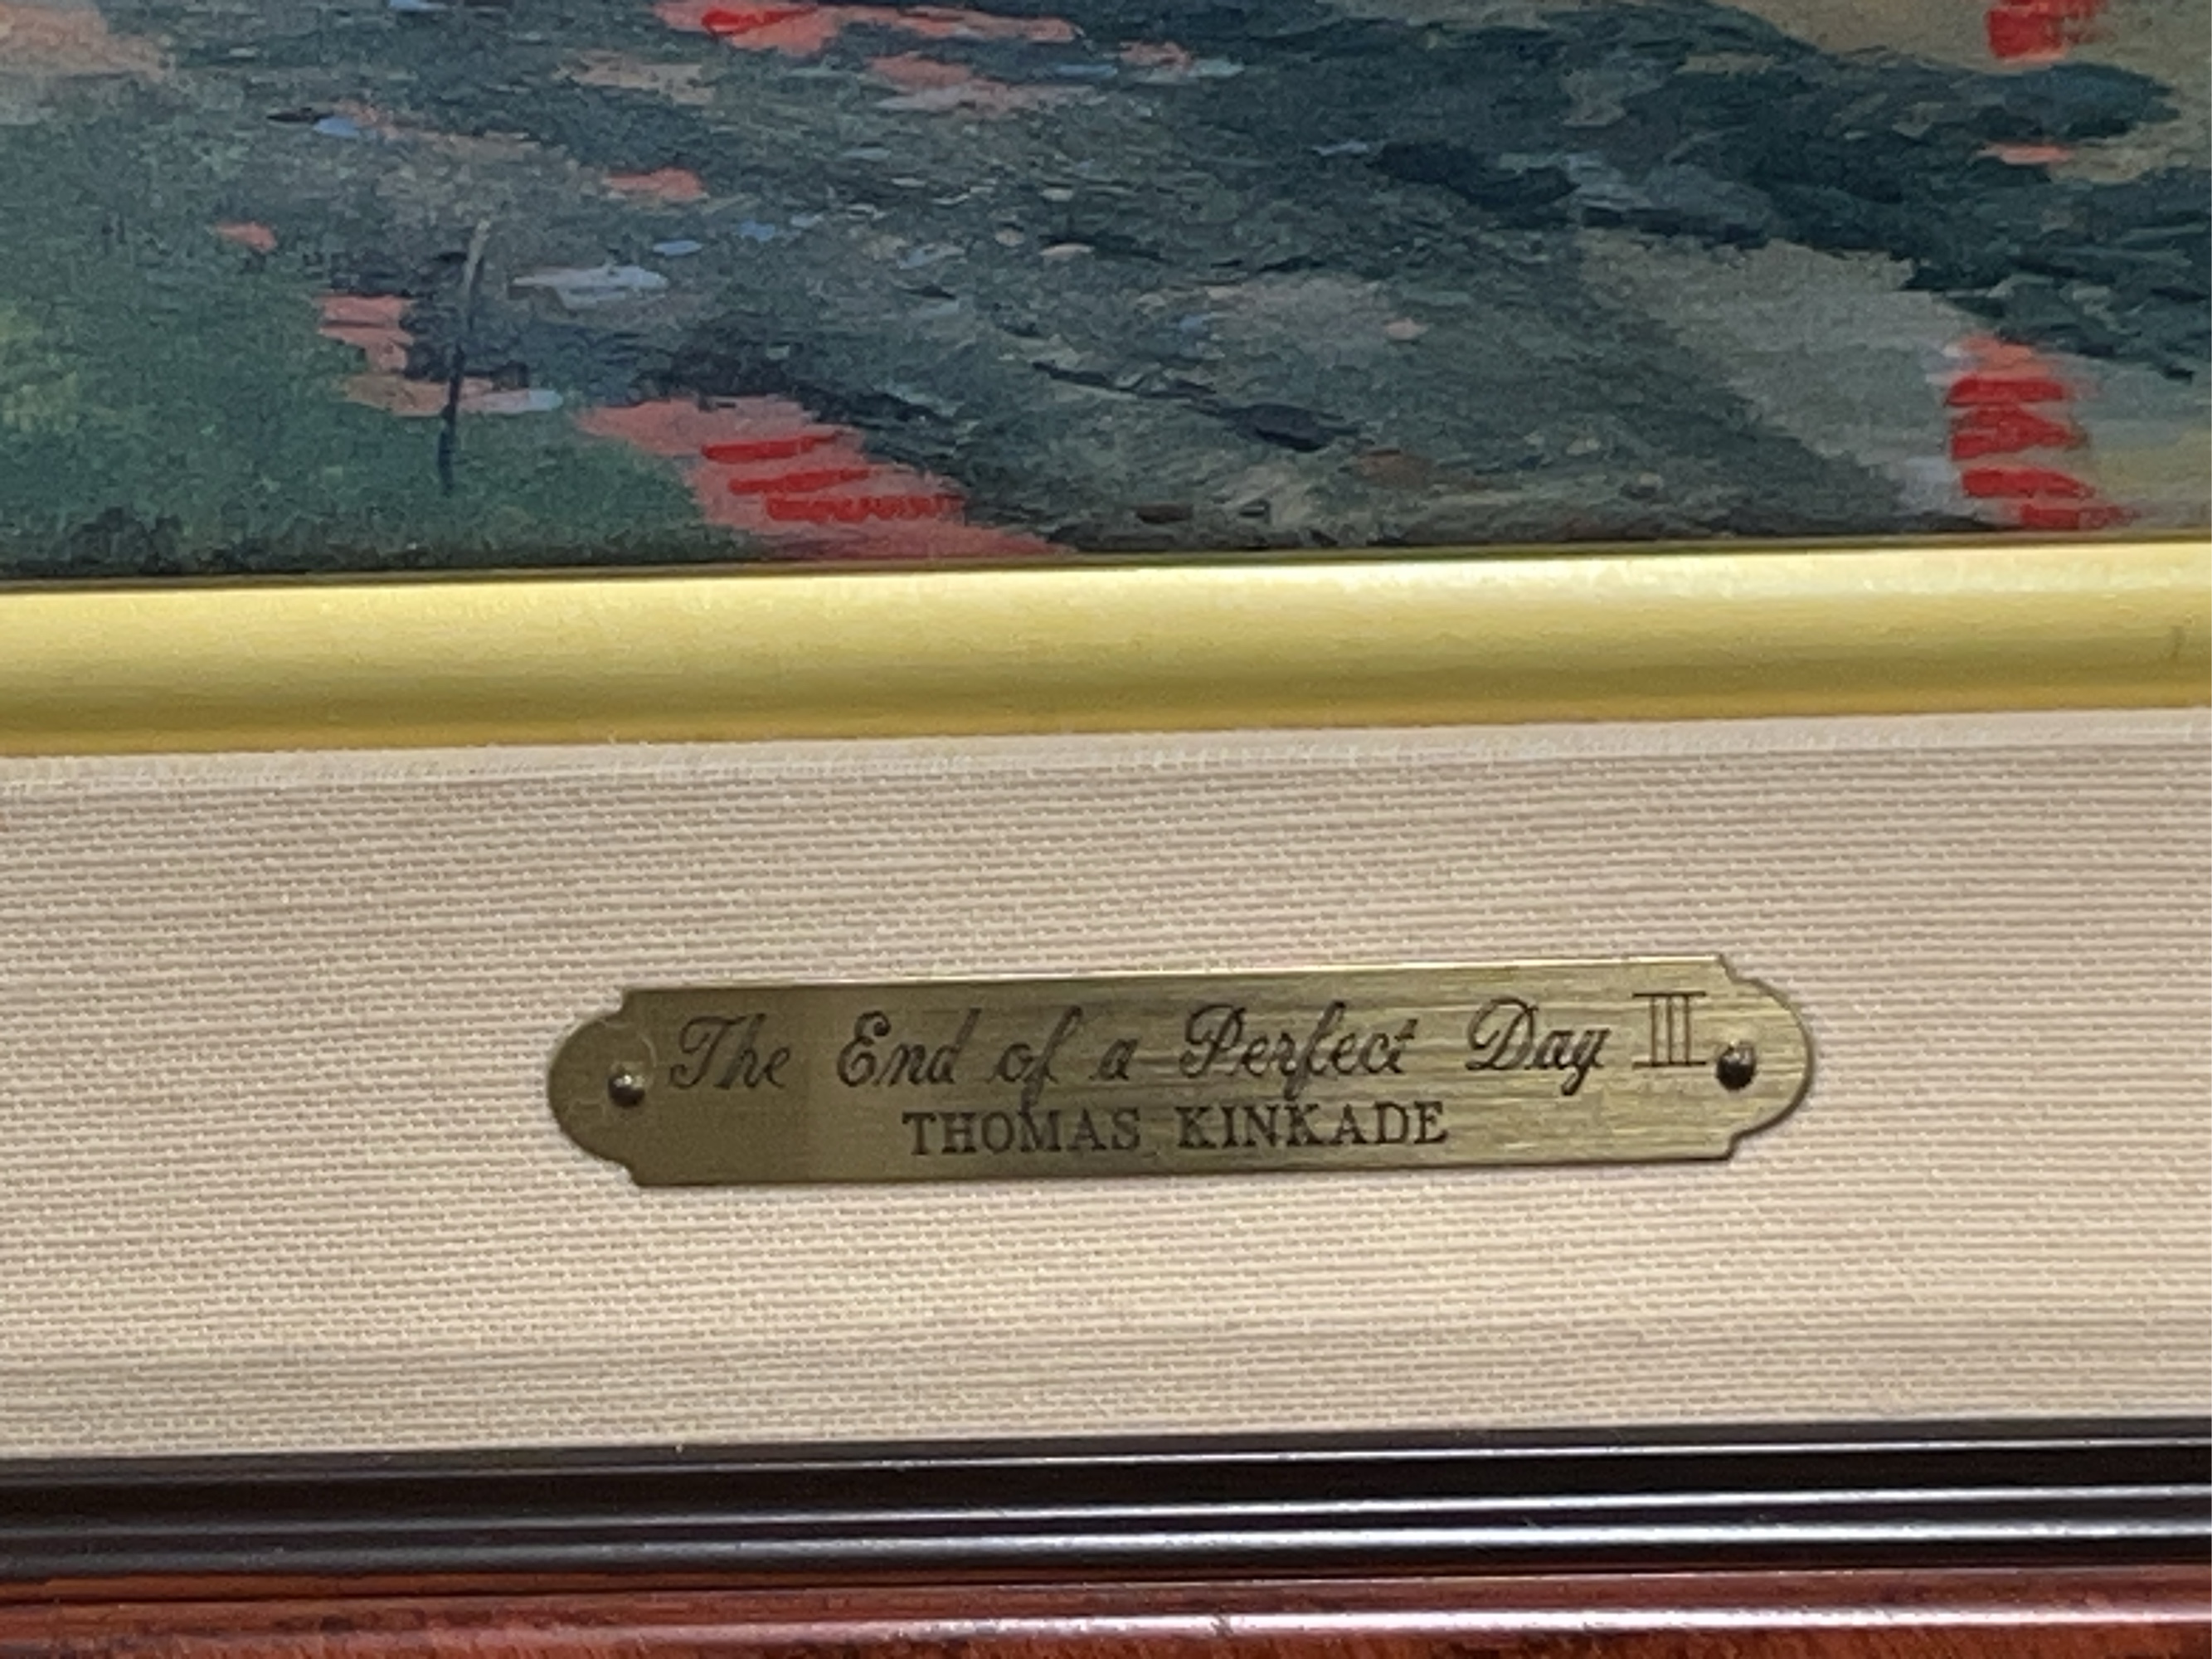 The End of a Perfect Day III
THOMAS KINKADE